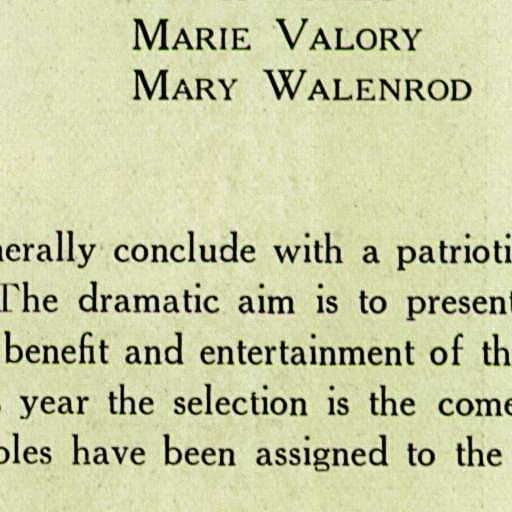 MARIE VALORY
MARY WALENROD
nerally conclude with a patrioti
The dramatic aim is to present
benefit and entertainment of th
year the selection is the come
oles have been assigned to the